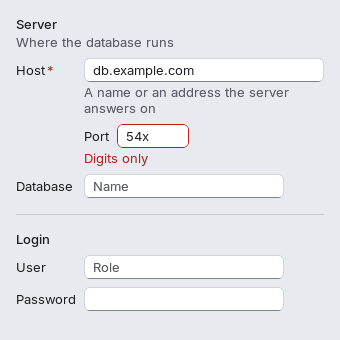 Server
Where the database runs
Host* db.example.com
A name or an address the server
answers on
Port 54x
Digits only
Database Name
Login
User Role
Password